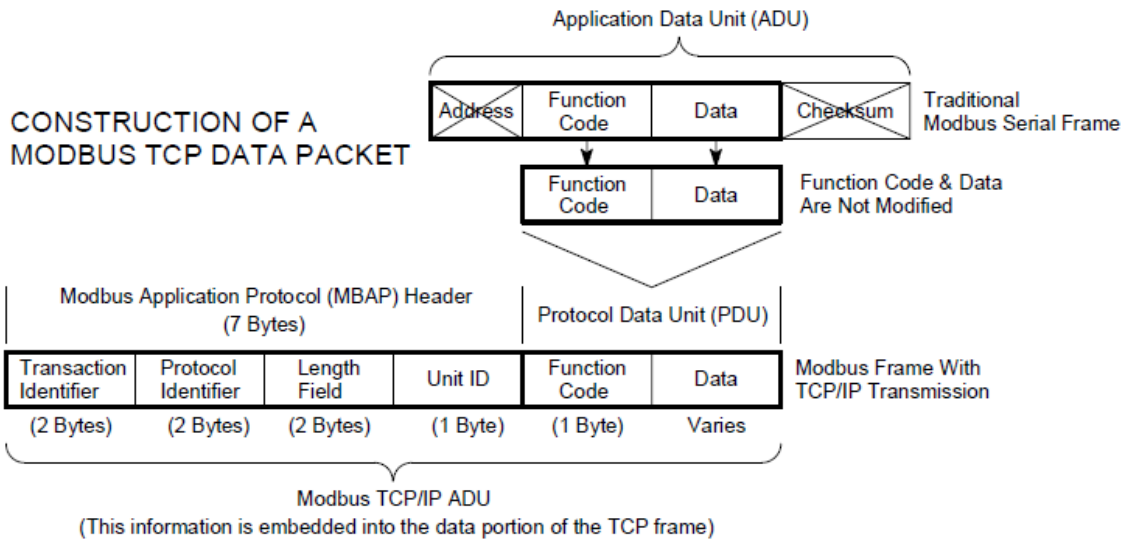 Application Data Unit (ADU)
CONSTRUCTION OF A
MODBUS TCP DATA PACKET
Address
Function
Code
Data
Checksum
Traditional
Modbus Serial Frame
Function
Code
Data
Function Code & Data
Are Not Modified
Modbus Application Protocol (MBAP) Header
(7 Bytes)
Protocol Data Unit (PDU)
Transaction
Identifier
Protocol
Identifier
Length
Field
Unit ID
Function
Code
Data
Modbus Frame With
TCP/IP Transmission
(2 Bytes)
(2 Bytes)
(2 Bytes)
(1 Byte)
(1 Byte)
Varies
Modbus TCP/IP ADU
(This information is embedded into the data portion of the TCP frame)